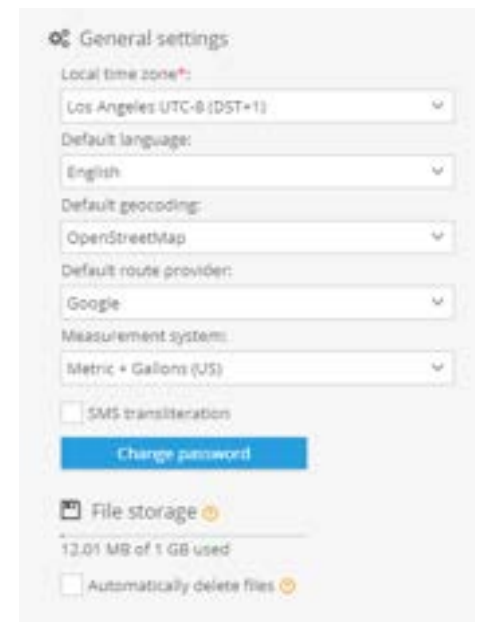 General settings
Local time zone*:
Los Angeles UTC-8 (DST+1)
Default language:
English
Default geocoding:
OpenStreetMap
Default route provider:
Google
Measurement system:
Metric + Gallons (US)
SMS transliteration
Change password
File storage
12.01 MB of 1 GB used
Automatically delete files